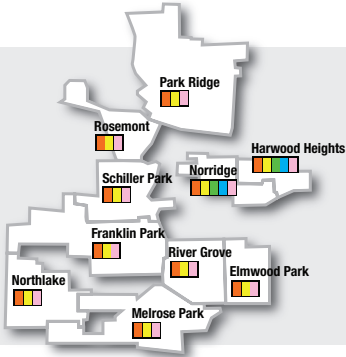 Park Ridge
Rosemont
Harwood Heights
Schiller Park
Norridge
Franklin Park
River Grove
Elmwood Park
Northlake
Melrose Park